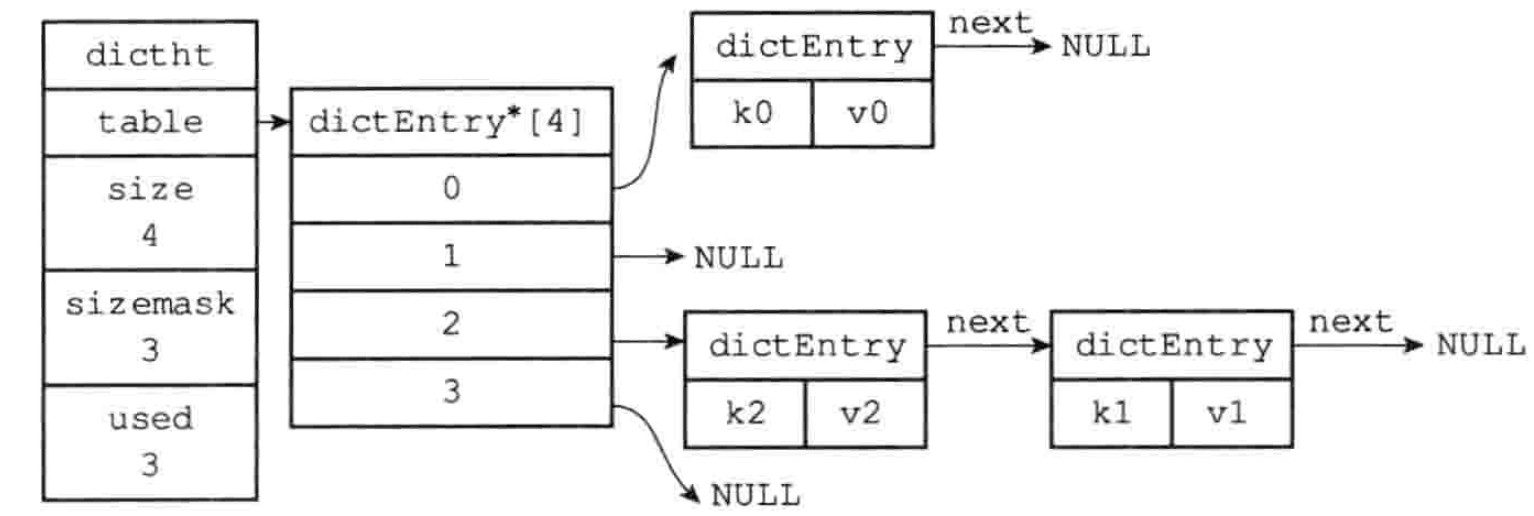 dictht
table
size
4
sizemask
3
used
3
dictEntry*[4]
0
1
2
3
dictEntry
k0 v0
next
NULL
NULL
dictEntry
k2 v2
next
dictEntry
k1 v1
next
NULL
NULL